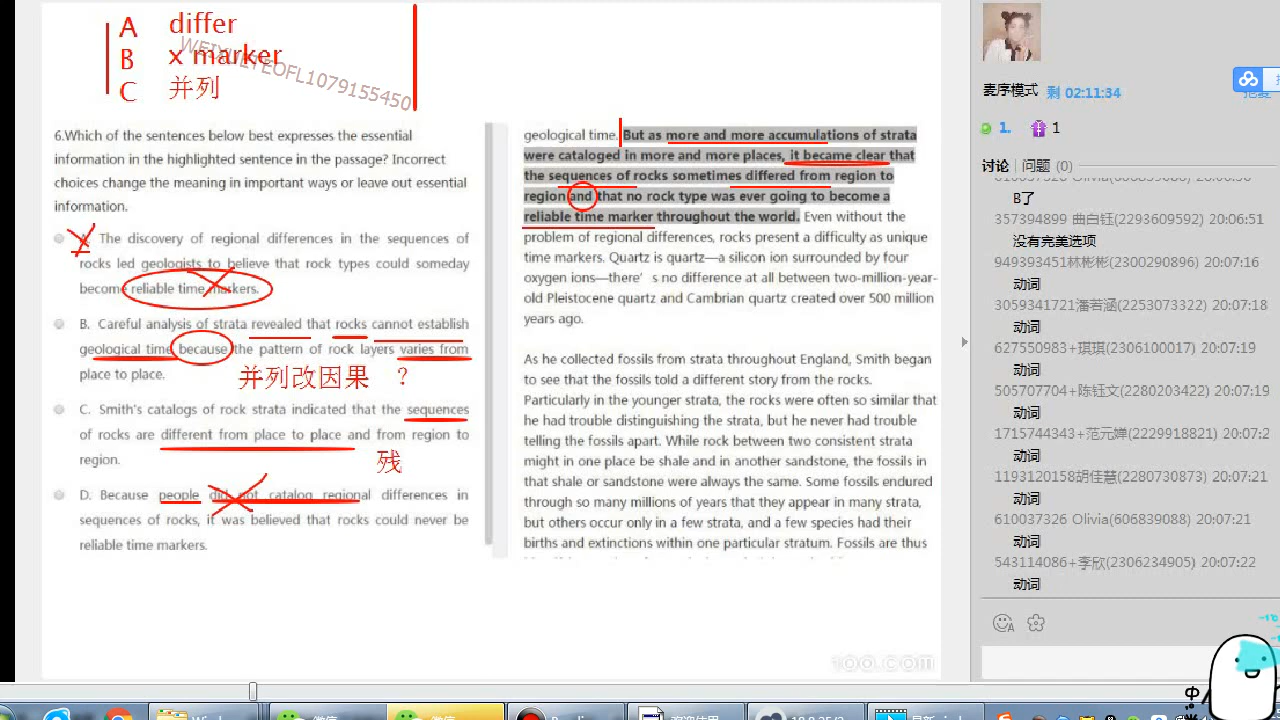 A differ
B x marker
C 并列
WEIXUETEOFL1079155450
6.Which of the sentences below best expresses the essential
information in the highlighted sentence in the passage? Incorrect
choices change the meaning in important ways or leave out essential
information.
The discovery of regional differences in the sequences of
rocks led geologists to believe that rock types could someday
become reliable time markers.
B. Careful analysis of strata revealed that rocks cannot establish
geological time because the pattern of rock layers varies from
place to place.
并列改因果 ?
C. Smith's catalogs of rock strata indicated that the sequences
of rocks are different from place to place and from region to
region.
残
D. Because people did not catalog regional differences in
sequences of rocks, it was believed that rocks could never be
reliable time markers.
geological time. But as more and more accumulations of strata
were cataloged in more and more places, it became clear that
the sequences of rocks sometimes differed from region to
region and that no rock type was ever going to become a
reliable time marker throughout the world. Even without the
problem of regional differences, rocks present a difficulty as unique
time markers. Quartz is quartz—a silicon ion surrounded by four
oxygen ions—there's no difference at all between two-million-year-
old Pleistocene quartz and Cambrian quartz created over 500 million
years ago.
As he collected fossils from strata throughout England, Smith began
to see that the fossils told a different story from the rocks.
Particularly in the younger strata, the rocks were often so similar that
he had trouble distinguishing the strata, but he never had trouble
telling the fossils apart. While rock between two consistent strata
might in one place be shale and in another sandstone, the fossils in
that shale or sandstone were always the same. Some fossils endured
through so many millions of years that they appear in many strata,
but others occur only in a few strata, and a few species had their
births and extinctions within one particular stratum. Fossils are thus
100.com
麦序模式 剩 02:11:34
1. 1
讨论 | 问题 (0)
B了
357394899 曲白钰(2293609592) 20:06:51
没有完美选项
949393451林彬彬(2300290896) 20:07:16
动词
3059341721潘若涵(2253073322) 20:07:18
动词
627550983+琪琪(2306100017) 20:07:19
动词
505707704+陈钰文(2280203422) 20:07:19
动词
1715744343+范元婵(2229918821) 20:07:2
动词
1193120158胡佳慧(2280730873) 20:07:21
动词
610037326 Olivia(606839088) 20:07:21
动词
543114086+李欣(2306234905) 20:07:22
动词
中
微信
微信